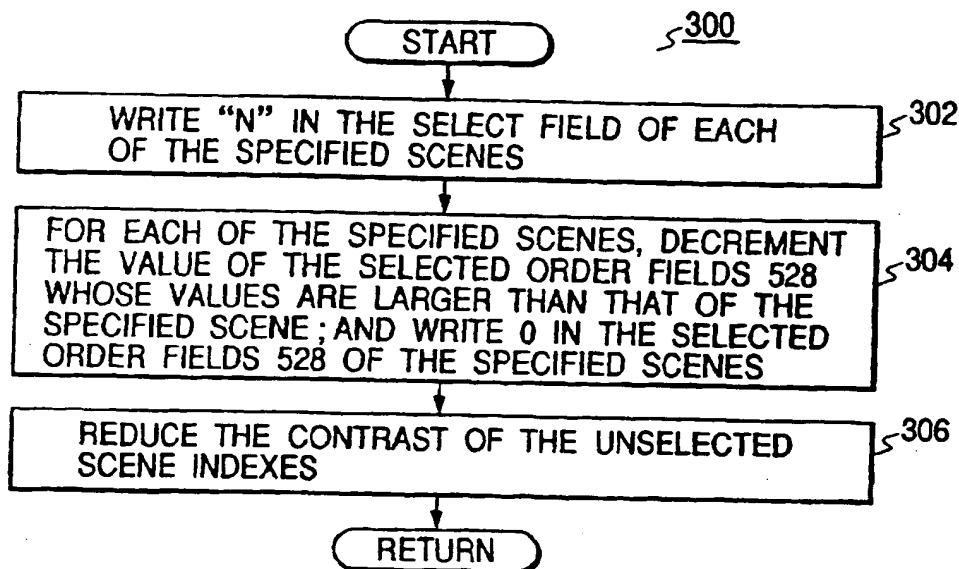 START
300
WRITE “N” IN THE SELECT FIELD OF EACH
OF THE SPECIFIED SCENES
302
FOR EACH OF THE SPECIFIED SCENES, DECREMENT
THE VALUE OF THE SELECTED ORDER FIELDS 528
WHOSE VALUES ARE LARGER THAN THAT OF THE
SPECIFIED SCENE; AND WRITE 0 IN THE SELECTED
ORDER FIELDS 528 OF THE SPECIFIED SCENES
304
REDUCE THE CONTRAST OF THE UNSELECTED
SCENE INDEXES
306
RETURN